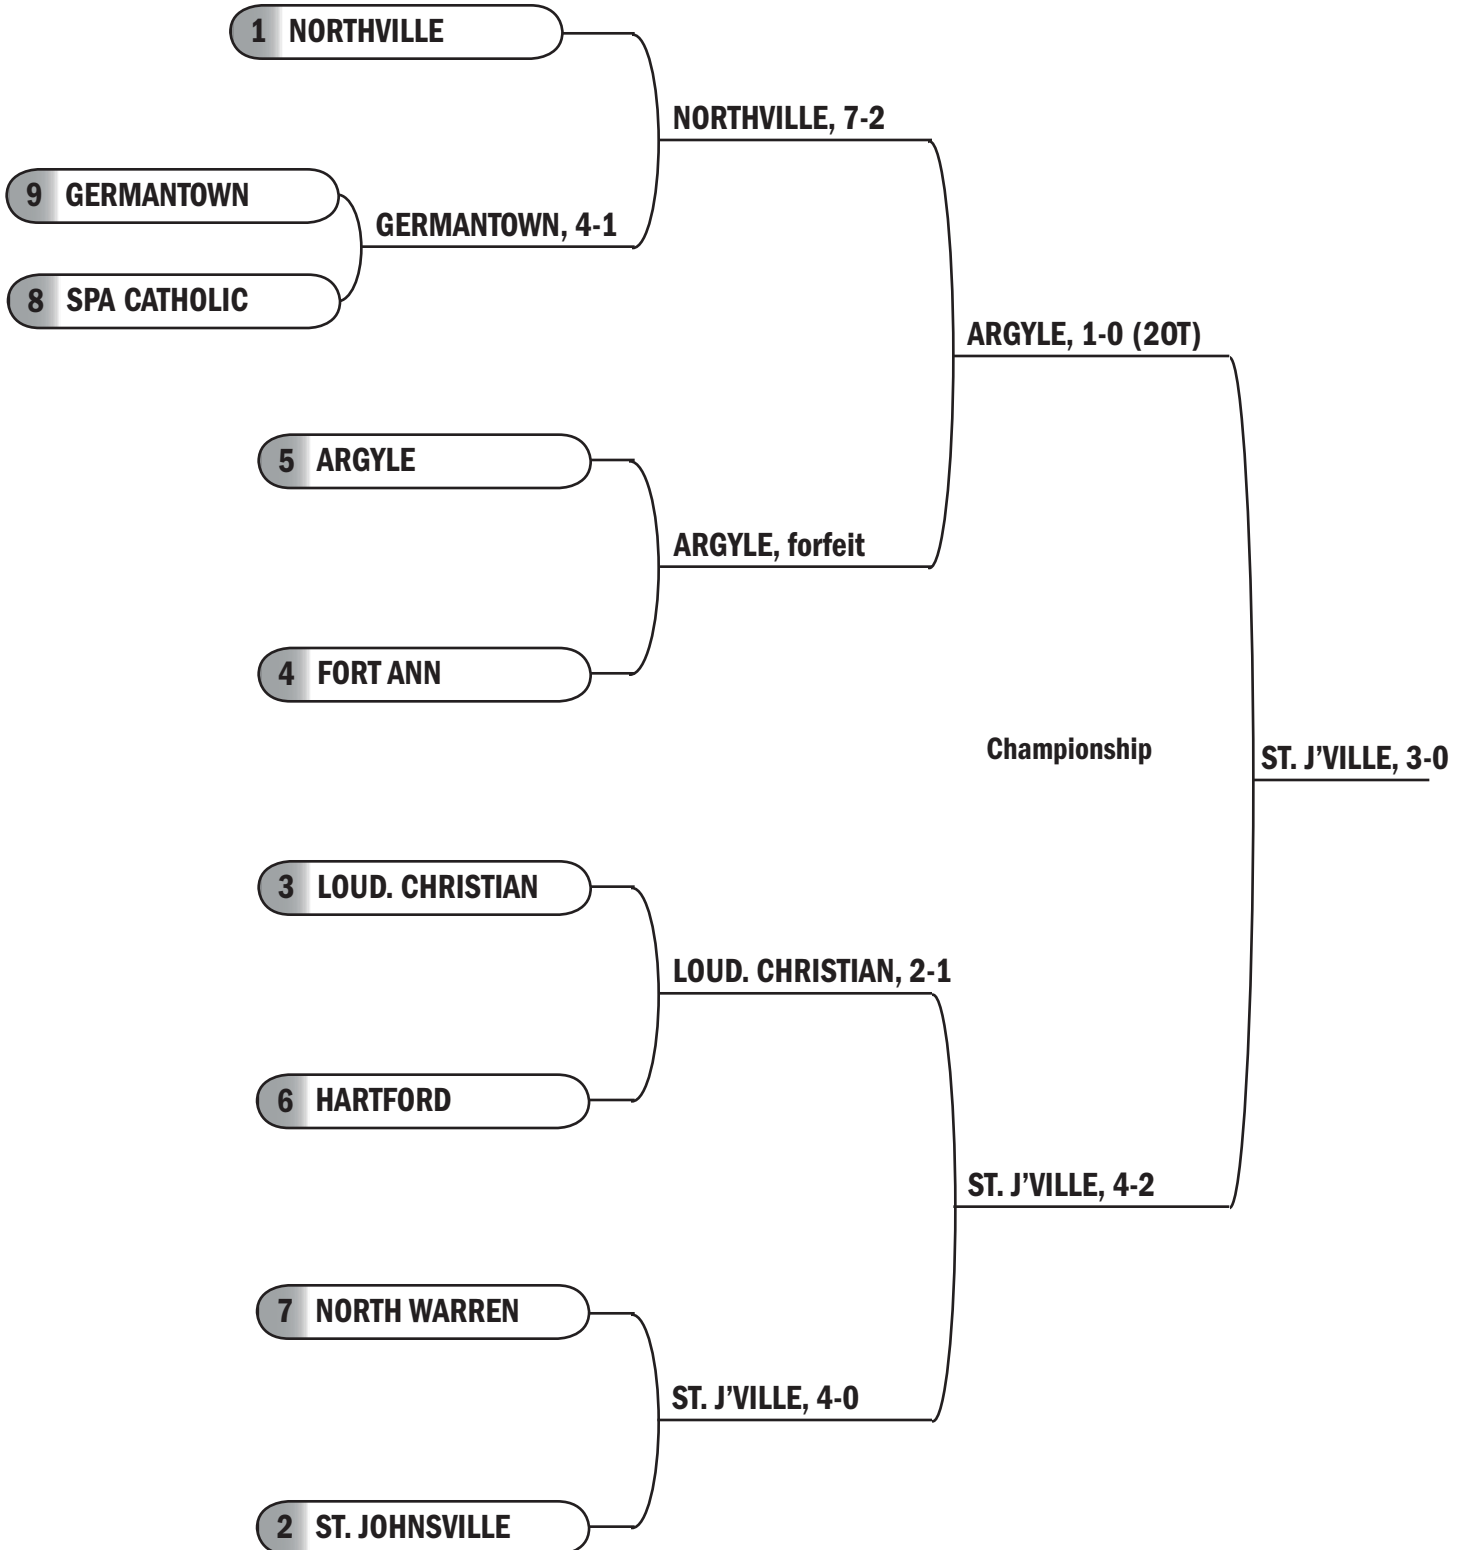 1 NORTHVILLE
NORTHVILLE, 7-2
9 GERMANTOWN
GERMANTOWN, 4-1
8 SPA CATHOLIC
ARGYLE, 1-0 (2OT)
5 ARGYLE
ARGYLE, forfeit
4 FORT ANN
Championship
ST. J’VILLE, 3-0
3 LOUD. CHRISTIAN
LOUD. CHRISTIAN, 2-1
6 HARTFORD
ST. J’VILLE, 4-2
7 NORTH WARREN
ST. J’VILLE, 4-0
2 ST. JOHNSVILLE